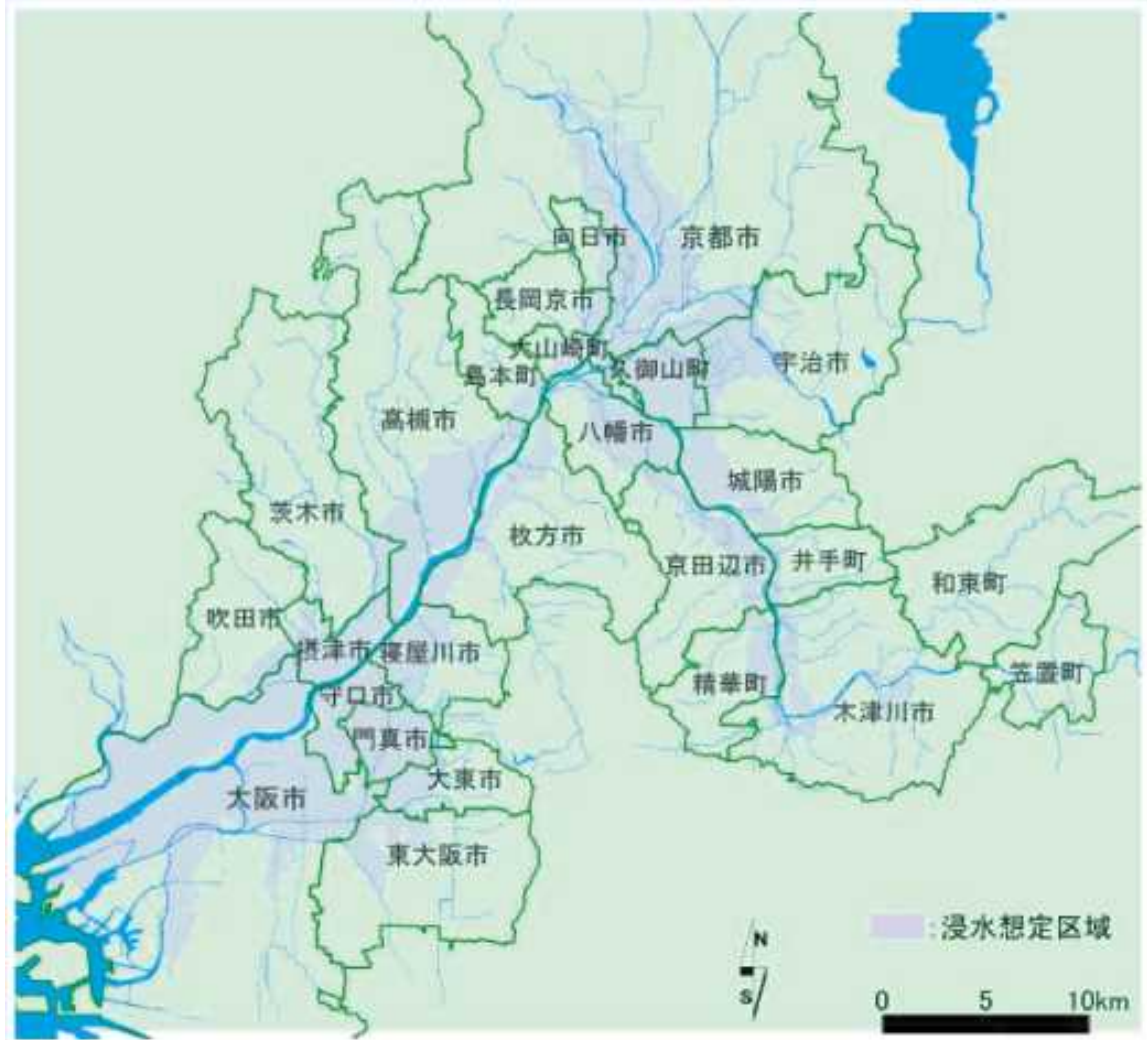 向日市
京都市
長岡京市
大山崎町
島本町
久御山町
宇治市
高槻市
八幡市
城陽市
茨木市
枚方市
京田辺市
井手町
和束町
吹田市
摂津市
寝屋川市
守口市
精華町
笠置町
門真市
木津川市
大東市
大阪市
東大阪市
:浸水想定区域
N
S
0 5 10km